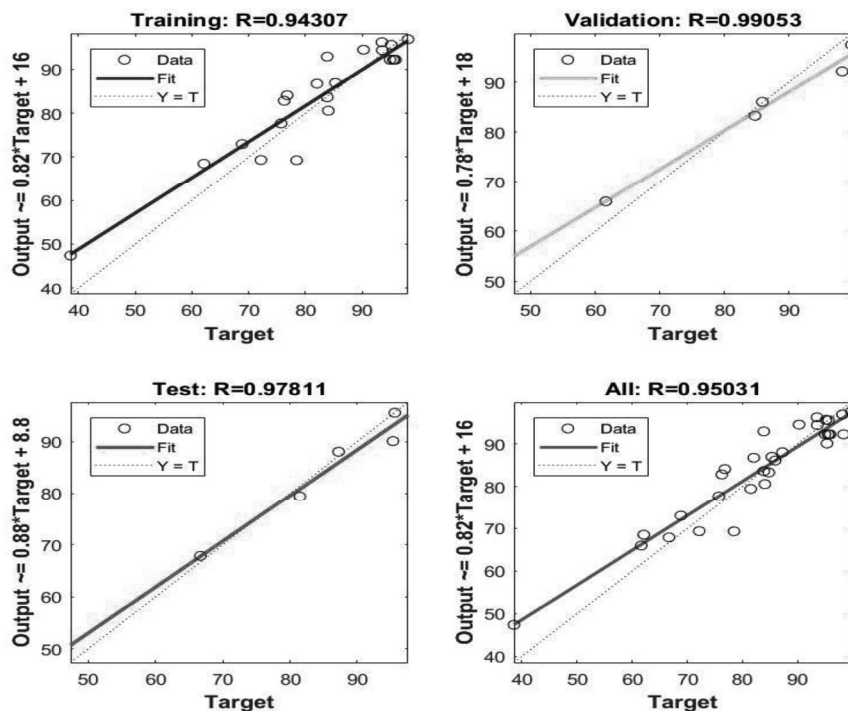 Training: R=0.94307
Output ~= 0.82*Target + 16
Data
Fit
Y = T
90
80
70
60
50
40
40 50 60 70 80 90
Target
Validation: R=0.99053
Output ~= 0.78*Target + 18
Data
Fit
Y = T
90
80
70
60
50
50 60 70 80 90
Target
Test: R=0.97811
Output ~= 0.88*Target + 8.8
Data
Fit
Y = T
90
80
70
60
50
50 60 70 80 90
Target
All: R=0.95031
Output ~= 0.82*Target + 16
Data
Fit
Y = T
90
80
70
60
50
40
40 50 60 70 80 90
Target